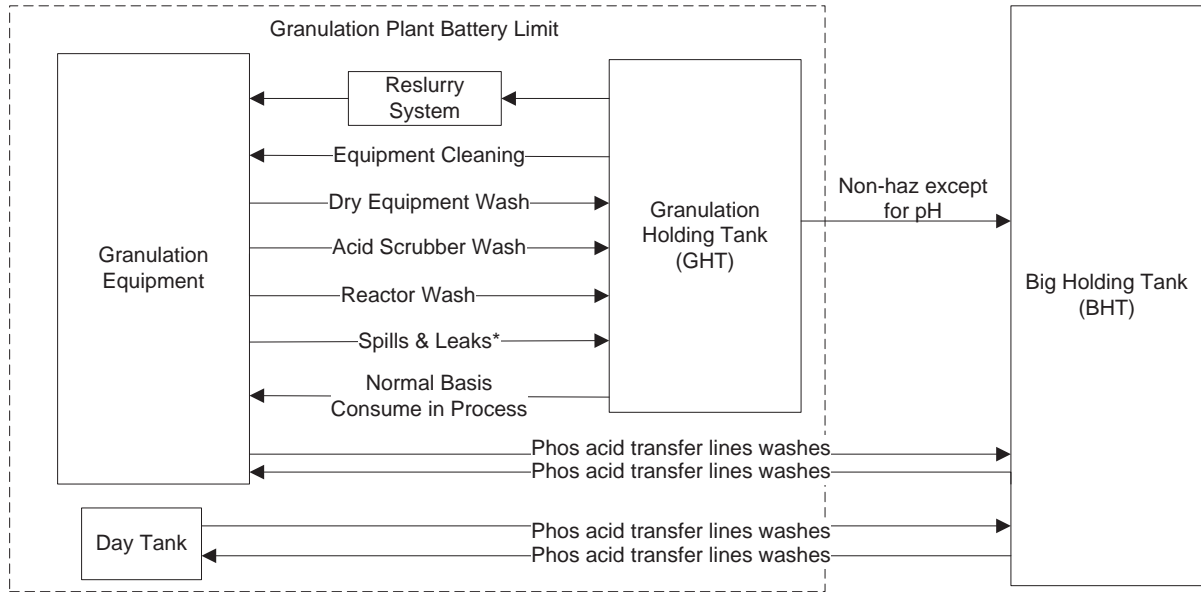 Granulation Plant Battery Limit
Reslurry
System
Equipment Cleaning
Dry Equipment Wash
Acid Scrubber Wash
Reactor Wash
Spills & Leaks*
Normal Basis
Consume in Process
Granulation
Equipment
Granulation
Holding Tank
(GHT)
Non-haz except
for pH
Big Holding Tank
(BHT)
Phos acid transfer lines washes
Phos acid transfer lines washes
Day Tank
Phos acid transfer lines washes
Phos acid transfer lines washes